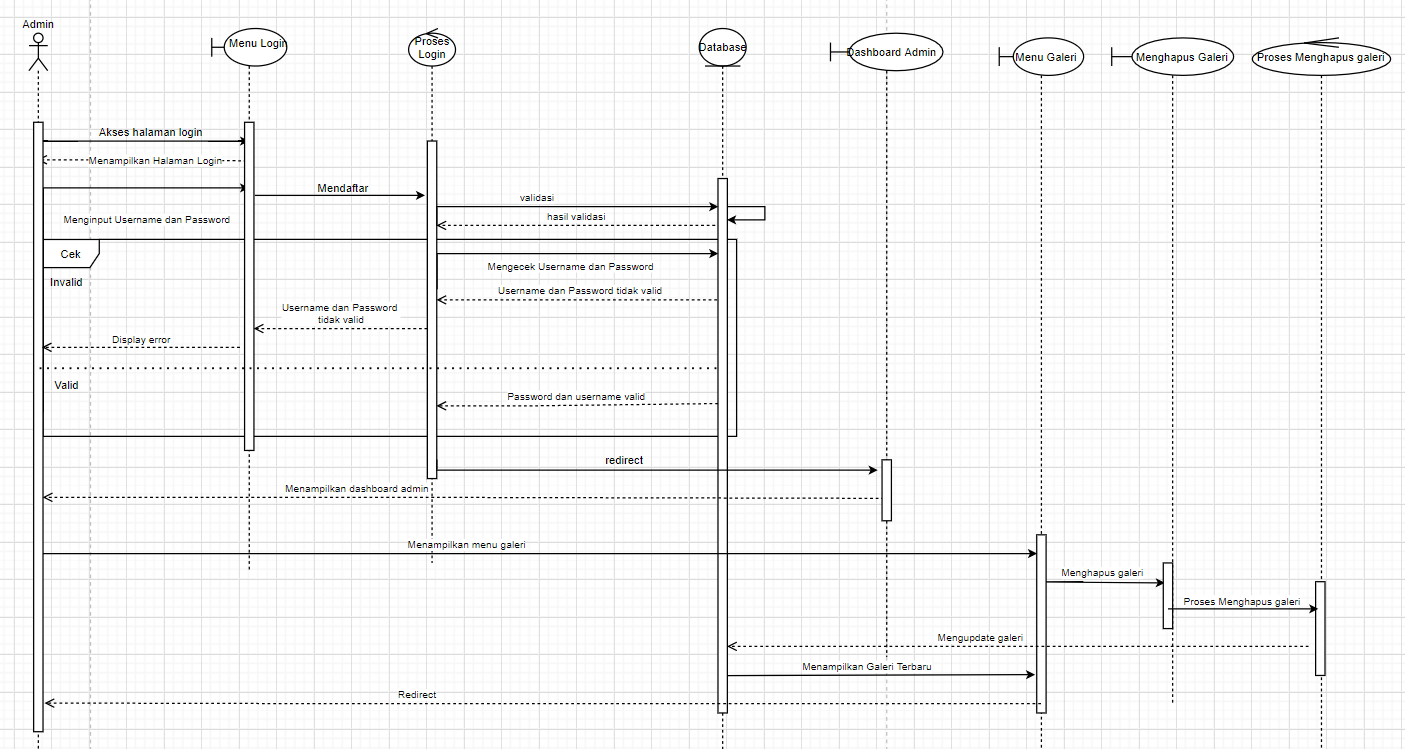 Admin
Menu Login
Proses
Login
Database
Dashboard Admin
Menu Galeri
Menghapus Galeri
Proses Menghapus galeri
Akses halaman login
Menampilkan Halaman Login
Mendaftar
validasi
hasil validasi
Menginput Username dan Password
Cek
Mengecek Username dan Password
Invalid
Username dan Password tidak valid
Username dan Password
tidak valid
Display error
Valid
Password dan username valid
redirect
Menampilkan dashboard admin
Menampilkan menu galeri
Menghapus galeri
Proses Menghapus galeri
Mengupdate galeri
Menampilkan Galeri Terbaru
Redirect